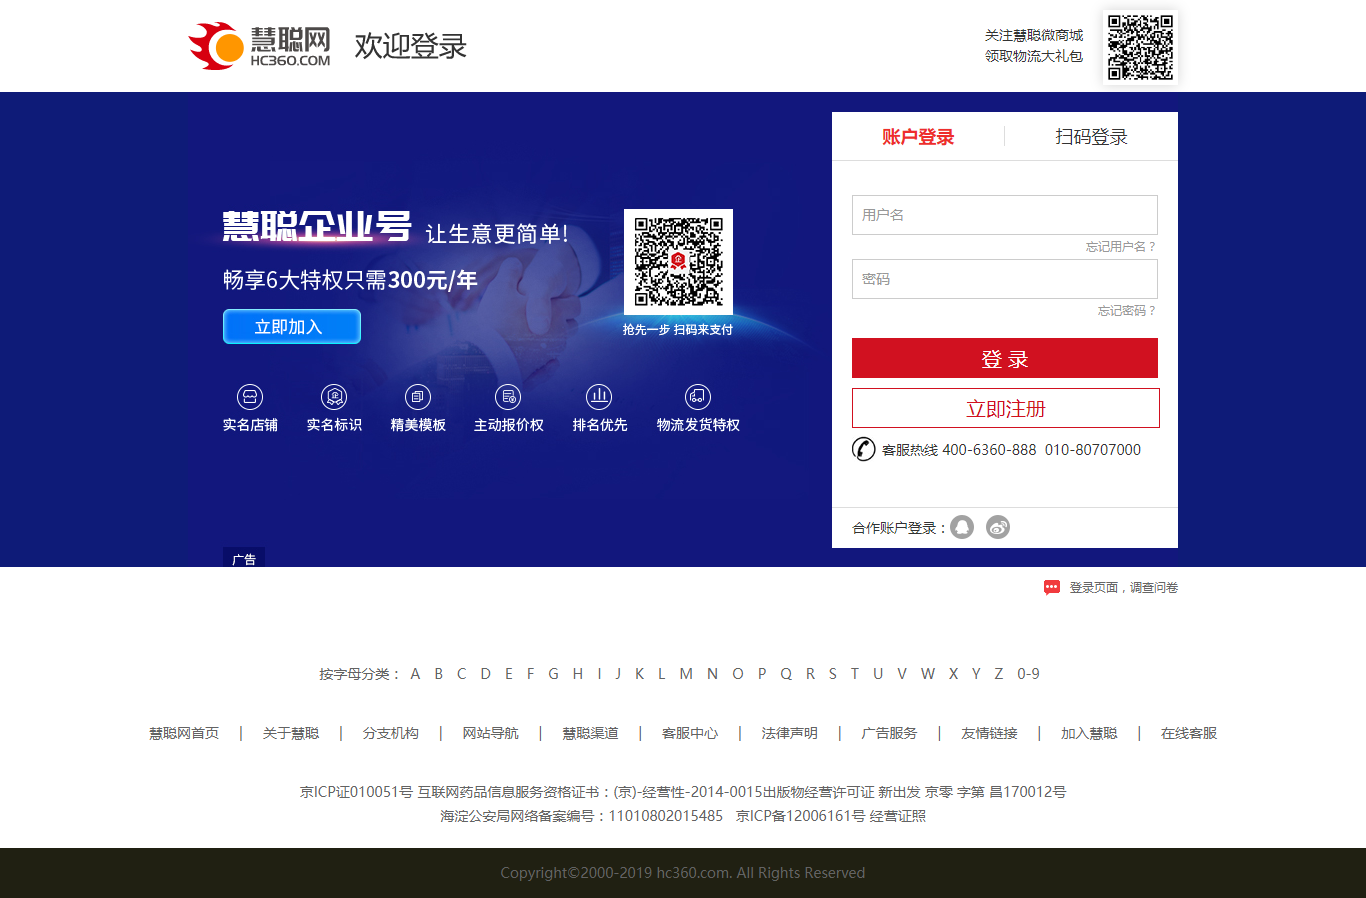 慧聪网
HC360.COM
欢迎登录
关注慧聪微商城
领取物流大礼包
账户登录
扫码登录
慧聪企业号 让生意更简单!
畅享6大特权只需300元/年
立即加入
抢先一步 扫码来支付
实名店铺 实名标识 精美模板 主动报价权 排名优先 物流发货特权
广告
用户名
忘记用户名？
密码
忘记密码？
登 录
立即注册
客服热线 400-6360-888 010-80707000
合作账户登录：
登录页面，调查问卷
按字母分类： A B C D E F G H I J K L M N O P Q R S T U V W X Y Z 0-9
慧聪网首页 | 关于慧聪 | 分支机构 | 网站导航 | 慧聪渠道 | 客服中心 | 法律声明 | 广告服务 | 友情链接 | 加入慧聪 | 在线客服
京ICP证010051号 互联网药品信息服务资格证书：(京)-经营性-2014-0015出版物经营许可证 新出发 京零 字第 昌170012号
海淀公安局网络备案编号：11010802015485 京ICP备12006161号 经营证照
Copyright©2000-2019 hc360.com. All Rights Reserved